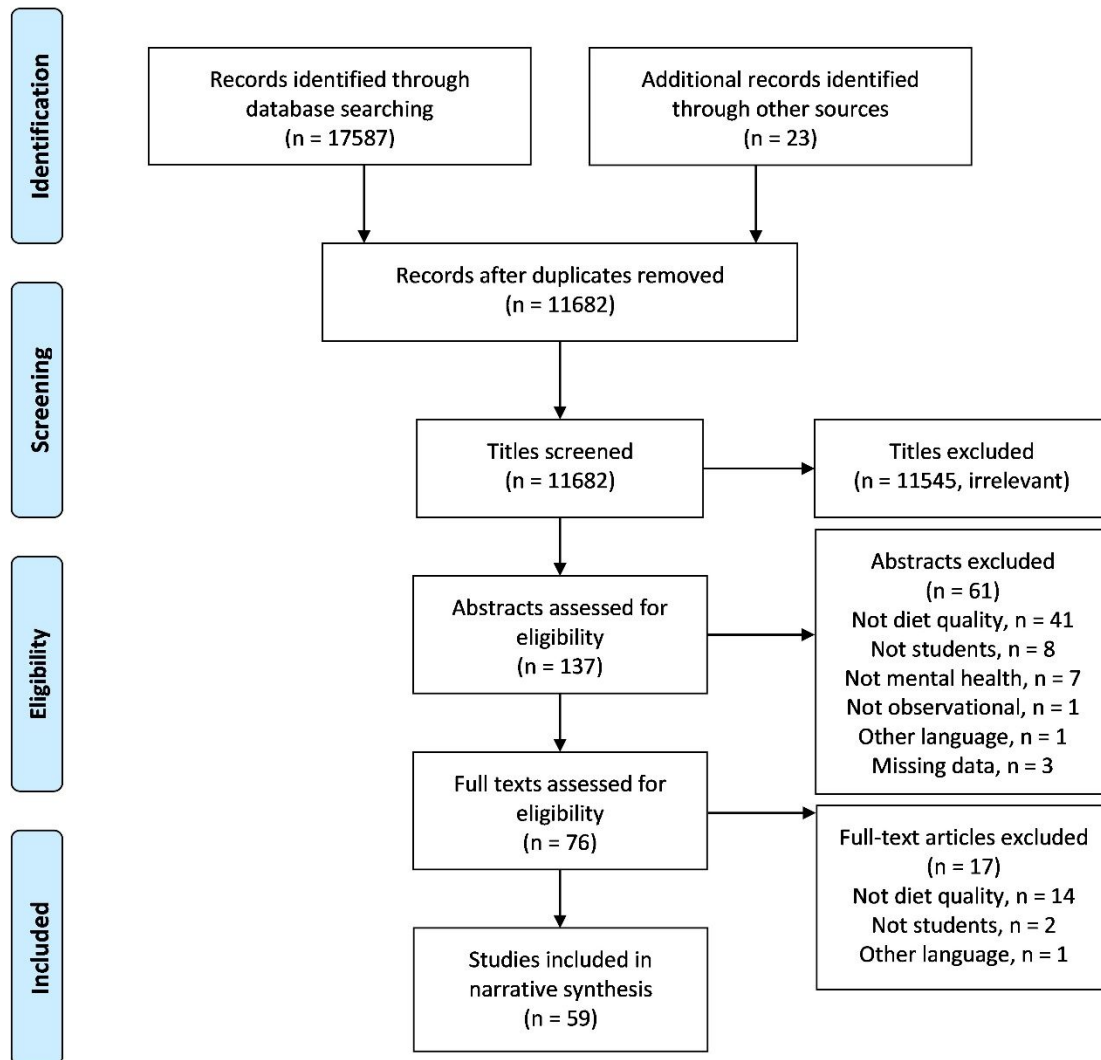 Identification
Records identified through
database searching
(n = 17587)
Additional records identified
through other sources
(n = 23)
Records after duplicates removed
(n = 11682)
Screening
Titles screened
(n = 11682)
Titles excluded
(n = 11545, irrelevant)
Eligibility
Abstracts assessed for
eligibility
(n = 137)
Abstracts excluded
(n = 61)
Not diet quality, n = 41
Not students, n = 8
Not mental health, n = 7
Not observational, n = 1
Other language, n = 1
Missing data, n = 3
Full texts assessed for
eligibility
(n = 76)
Full-text articles excluded
(n = 17)
Not diet quality, n = 14
Not students, n = 2
Other language, n = 1
Included
Studies included in
narrative synthesis
(n = 59)